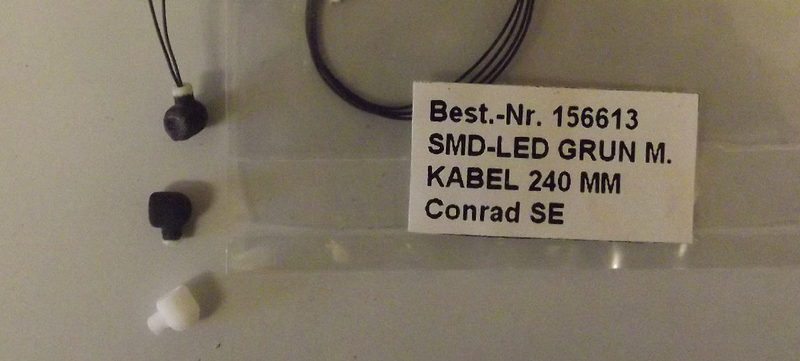 Best.-Nr. 156613
SMD-LED GRUN M.
KABEL 240 MM
Conrad SE